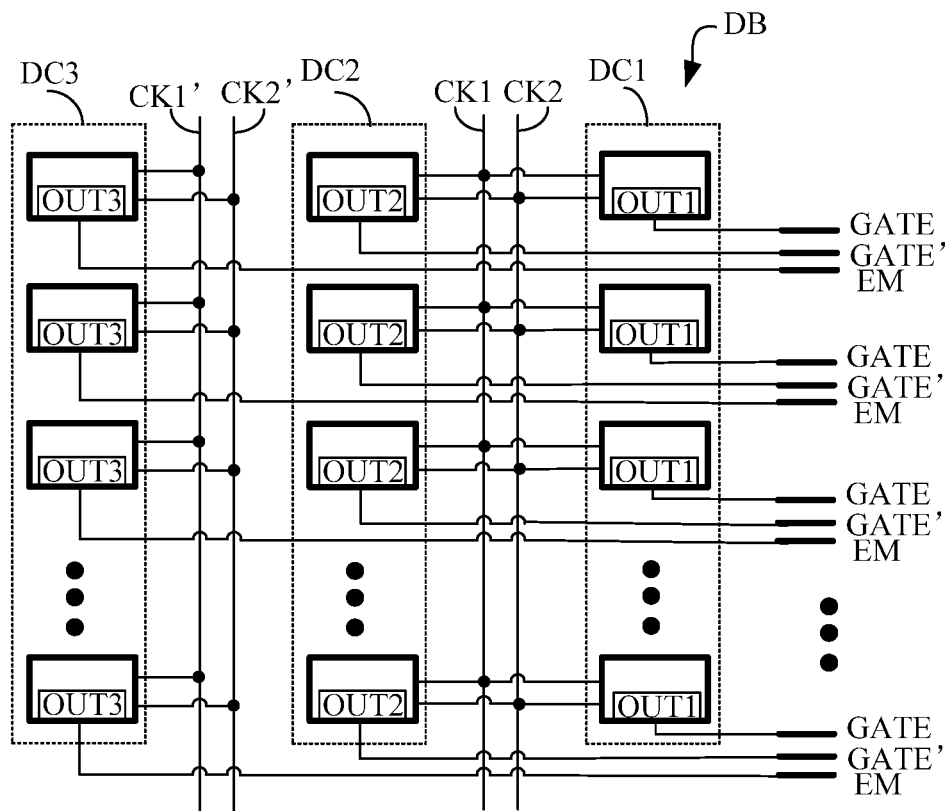 DB
DC3
CK1’
CK2’
DC2
CK1
CK2
DC1
OUT3
OUT2
OUT1
GATE
GATE’
EM
OUT3
OUT2
OUT1
GATE
GATE’
EM
OUT3
OUT2
OUT1
GATE
GATE’
EM
OUT3
OUT2
OUT1
GATE
GATE’
EM